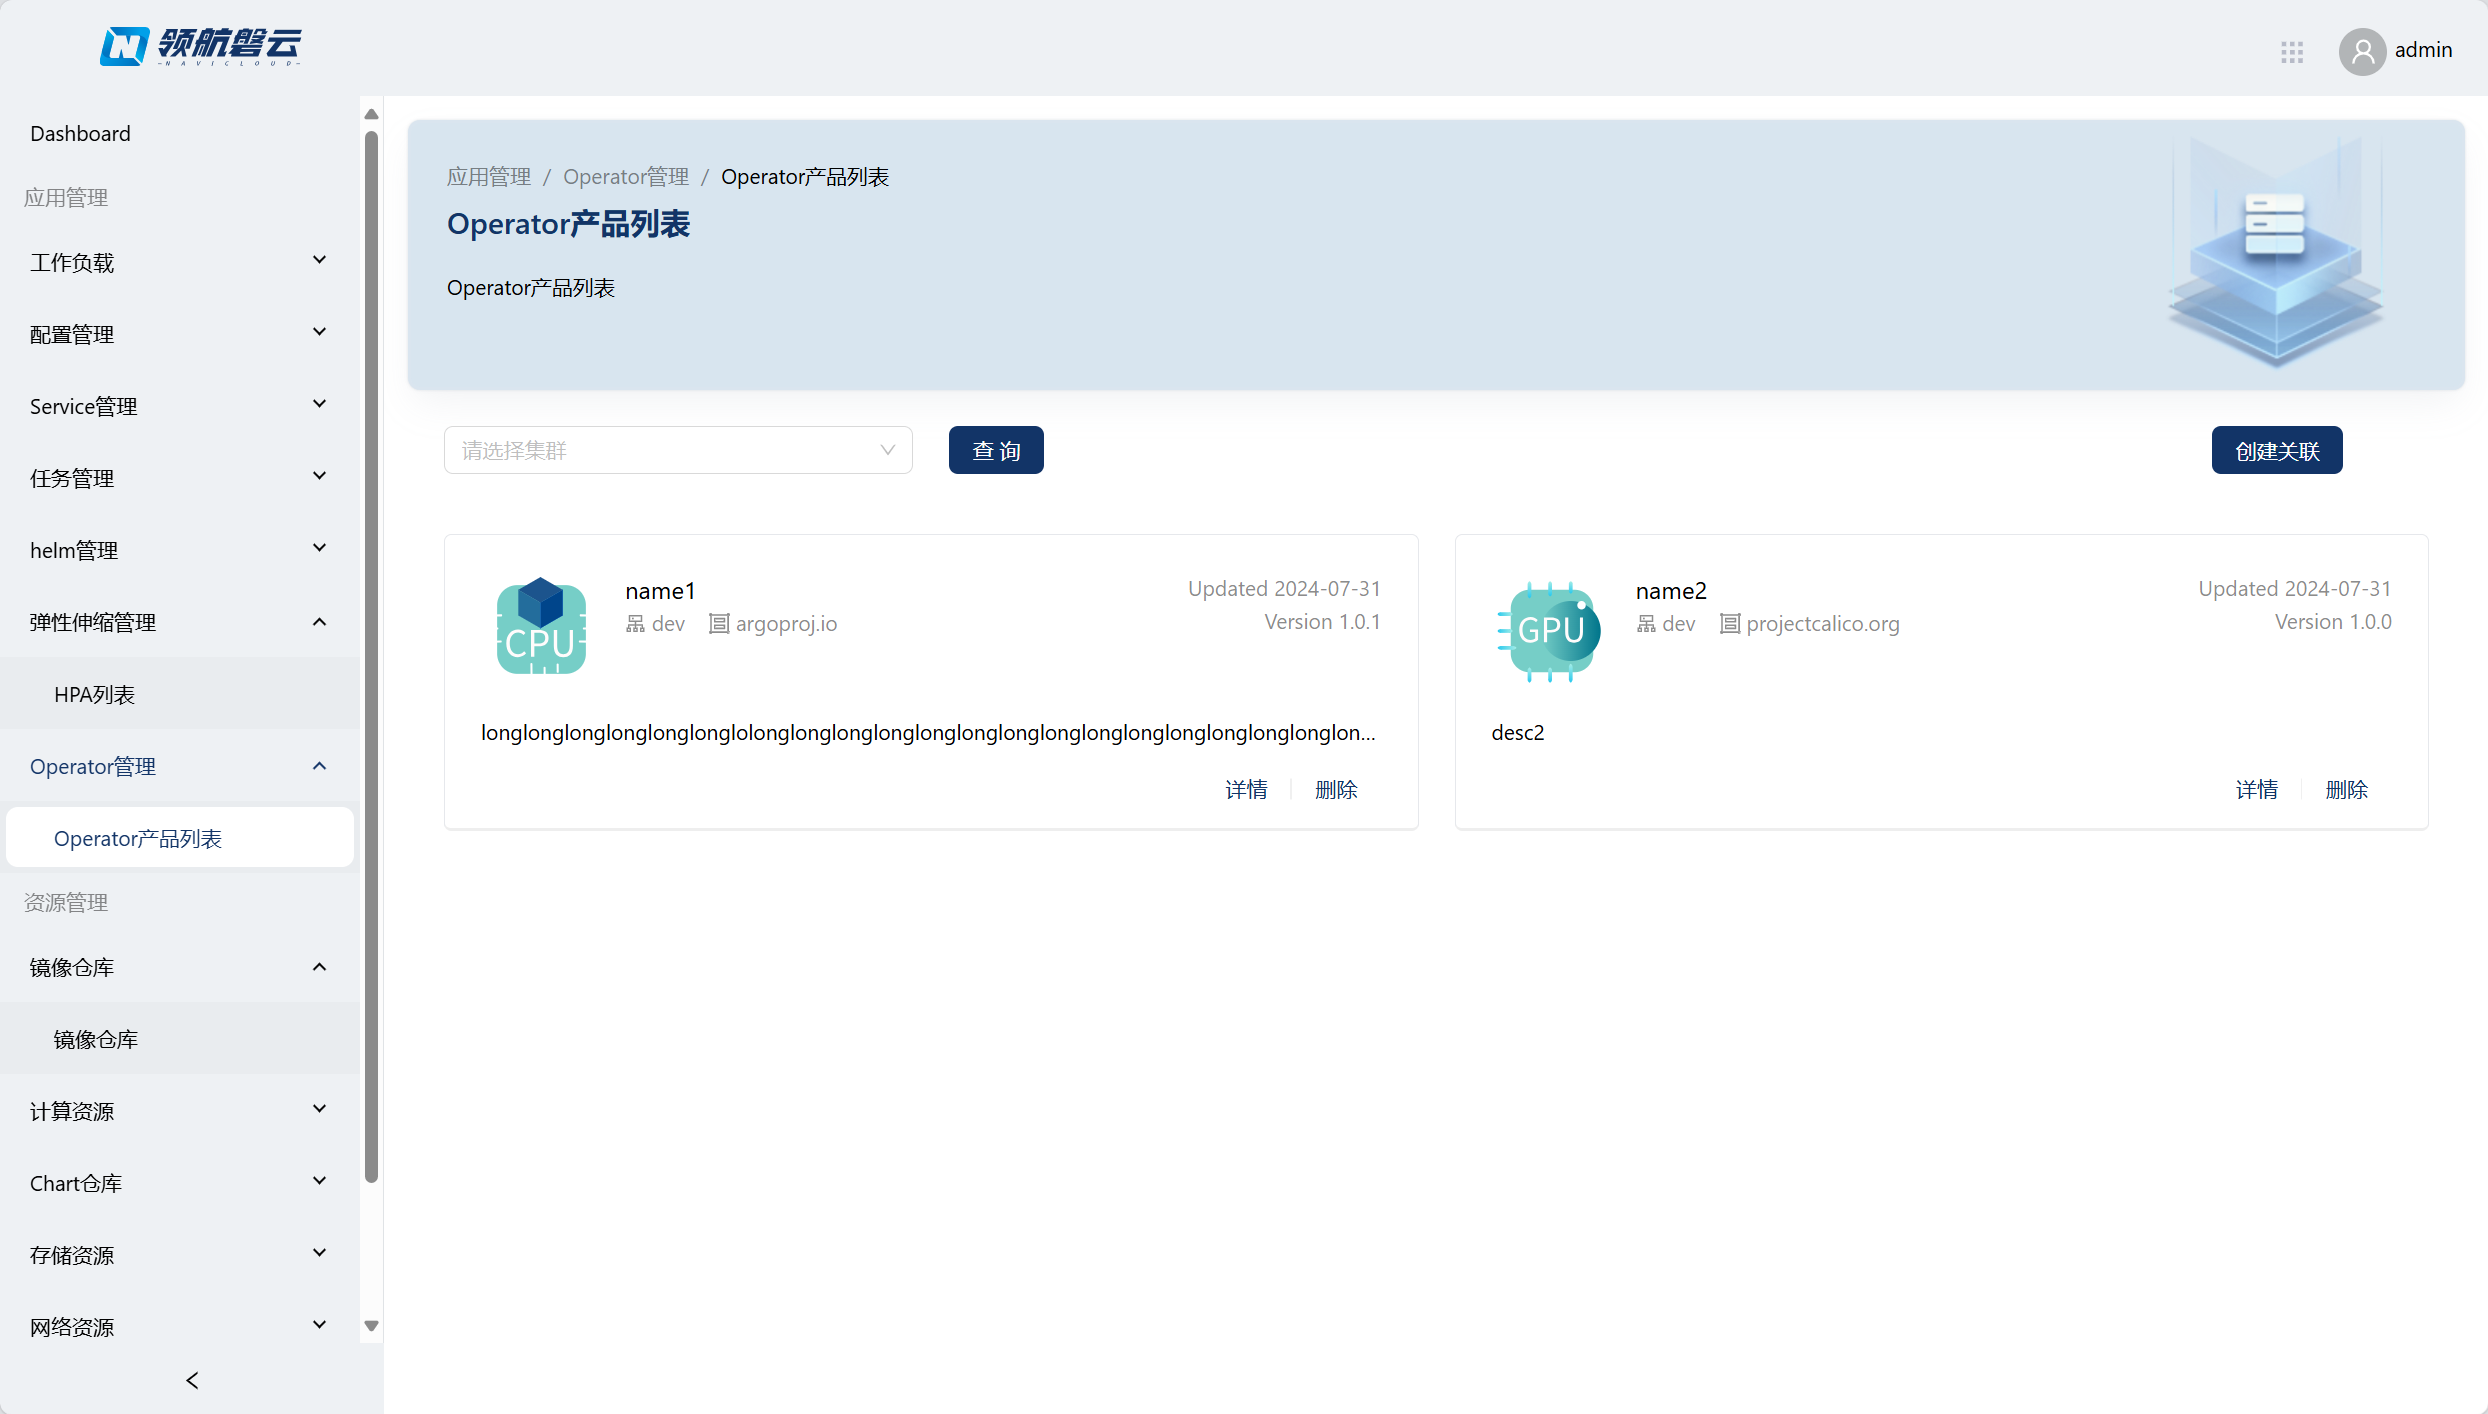 领航磐云
-NAVICLOUD-
admin
Dashboard
应用管理
工作负载
配置管理
Service管理
任务管理
helm管理
弹性伸缩管理
HPA列表
Operator管理
Operator产品列表
资源管理
镜像仓库
镜像仓库
计算资源
Chart仓库
存储资源
网络资源
应用管理 / Operator管理 / Operator产品列表
Operator产品列表
Operator产品列表
请选择集群
查 询
创建关联
CPU
name1
Updated 2024-07-31
dev argoproj.io
Version 1.0.1
longlonglonglonglonglonglolonglonglonglonglonglonglonglonglonglonglonglonglonglonglon...
详情 删除
GPU
name2
Updated 2024-07-31
dev projectcalico.org
Version 1.0.0
desc2
详情 删除